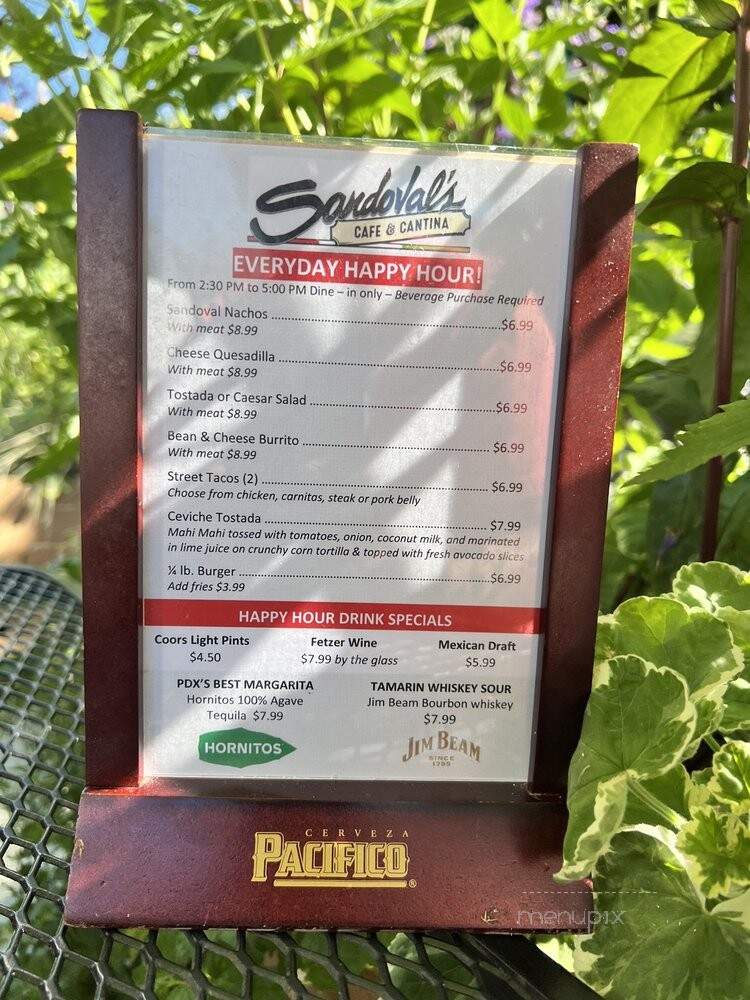 Sandoval's
CAFE & CANTINA
EVERYDAY HAPPY HOUR!
From 2:30 PM to 5:00 PM Dine – in only – Beverage Purchase Required
Sandoval Nachos ........................................................ $6.99
With meat $8.99
Cheese Quesadilla ........................................................ $6.99
With meat $8.99
Tostada or Caesar Salad ........................................................ $6.99
With meat $8.99
Bean & Cheese Burrito ........................................................ $6.99
With meat $8.99
Street Tacos (2) ........................................................ $6.99
Choose from chicken, carnitas, steak or pork belly
Ceviche Tostada ........................................................ $7.99
Mahi Mahi tossed with tomatoes, onion, coconut milk, and marinated
in lime juice on crunchy corn tortilla & topped with fresh avocado slices
¼ lb. Burger ........................................................ $6.99
Add fries $3.99
HAPPY HOUR DRINK SPECIALS
Coors Light Pints Fetzer Wine Mexican Draft
$4.50 $7.99 by the glass $5.99
PDX'S BEST MARGARITA TAMARIN WHISKEY SOUR
Hornitos 100% Agave Jim Beam Bourbon whiskey
Tequila $7.99 $7.99
HORNITOS JIM BEAM
SINCE
1795
CERVEZA
PACIFICO®
menupix